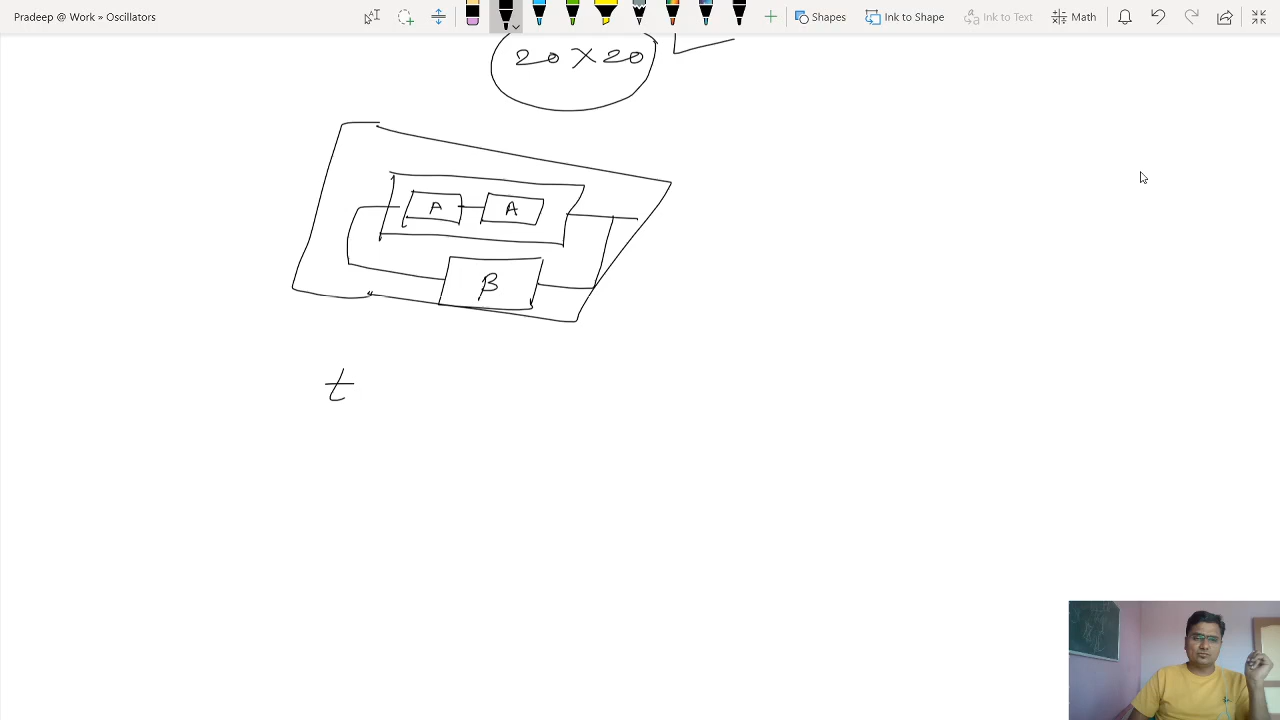 Pradeep @ Work > Oscillators
Shapes
Ink to Shape
Ink to Text
Math
20 X 20
A A
β
t